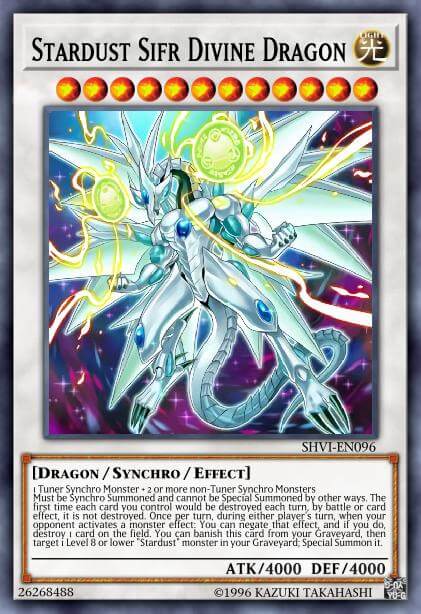 STARDUST SIFR DIVINE DRAGON
LIGHT
光
SHVI-EN096
[DRAGON / SYNCHRO / EFFECT]
1 Tuner Synchro Monster + 2 or more non-Tuner Synchro Monsters
Must be Synchro Summoned and cannot be Special Summoned by other ways. The
first time each card you control would be destroyed each turn, by battle or card
effect, it is not destroyed. Once per turn, during either player's turn, when your
opponent activates a monster effect: You can negate that effect, and if you do,
destroy 1 card on the field. You can banish this card from your Graveyard, then
target 1 Level 8 or lower "Stardust" monster in your Graveyard; Special Summon it.
ATK/4000 DEF/4000
26268488
©1996 KAZUKI TAKAHASHI